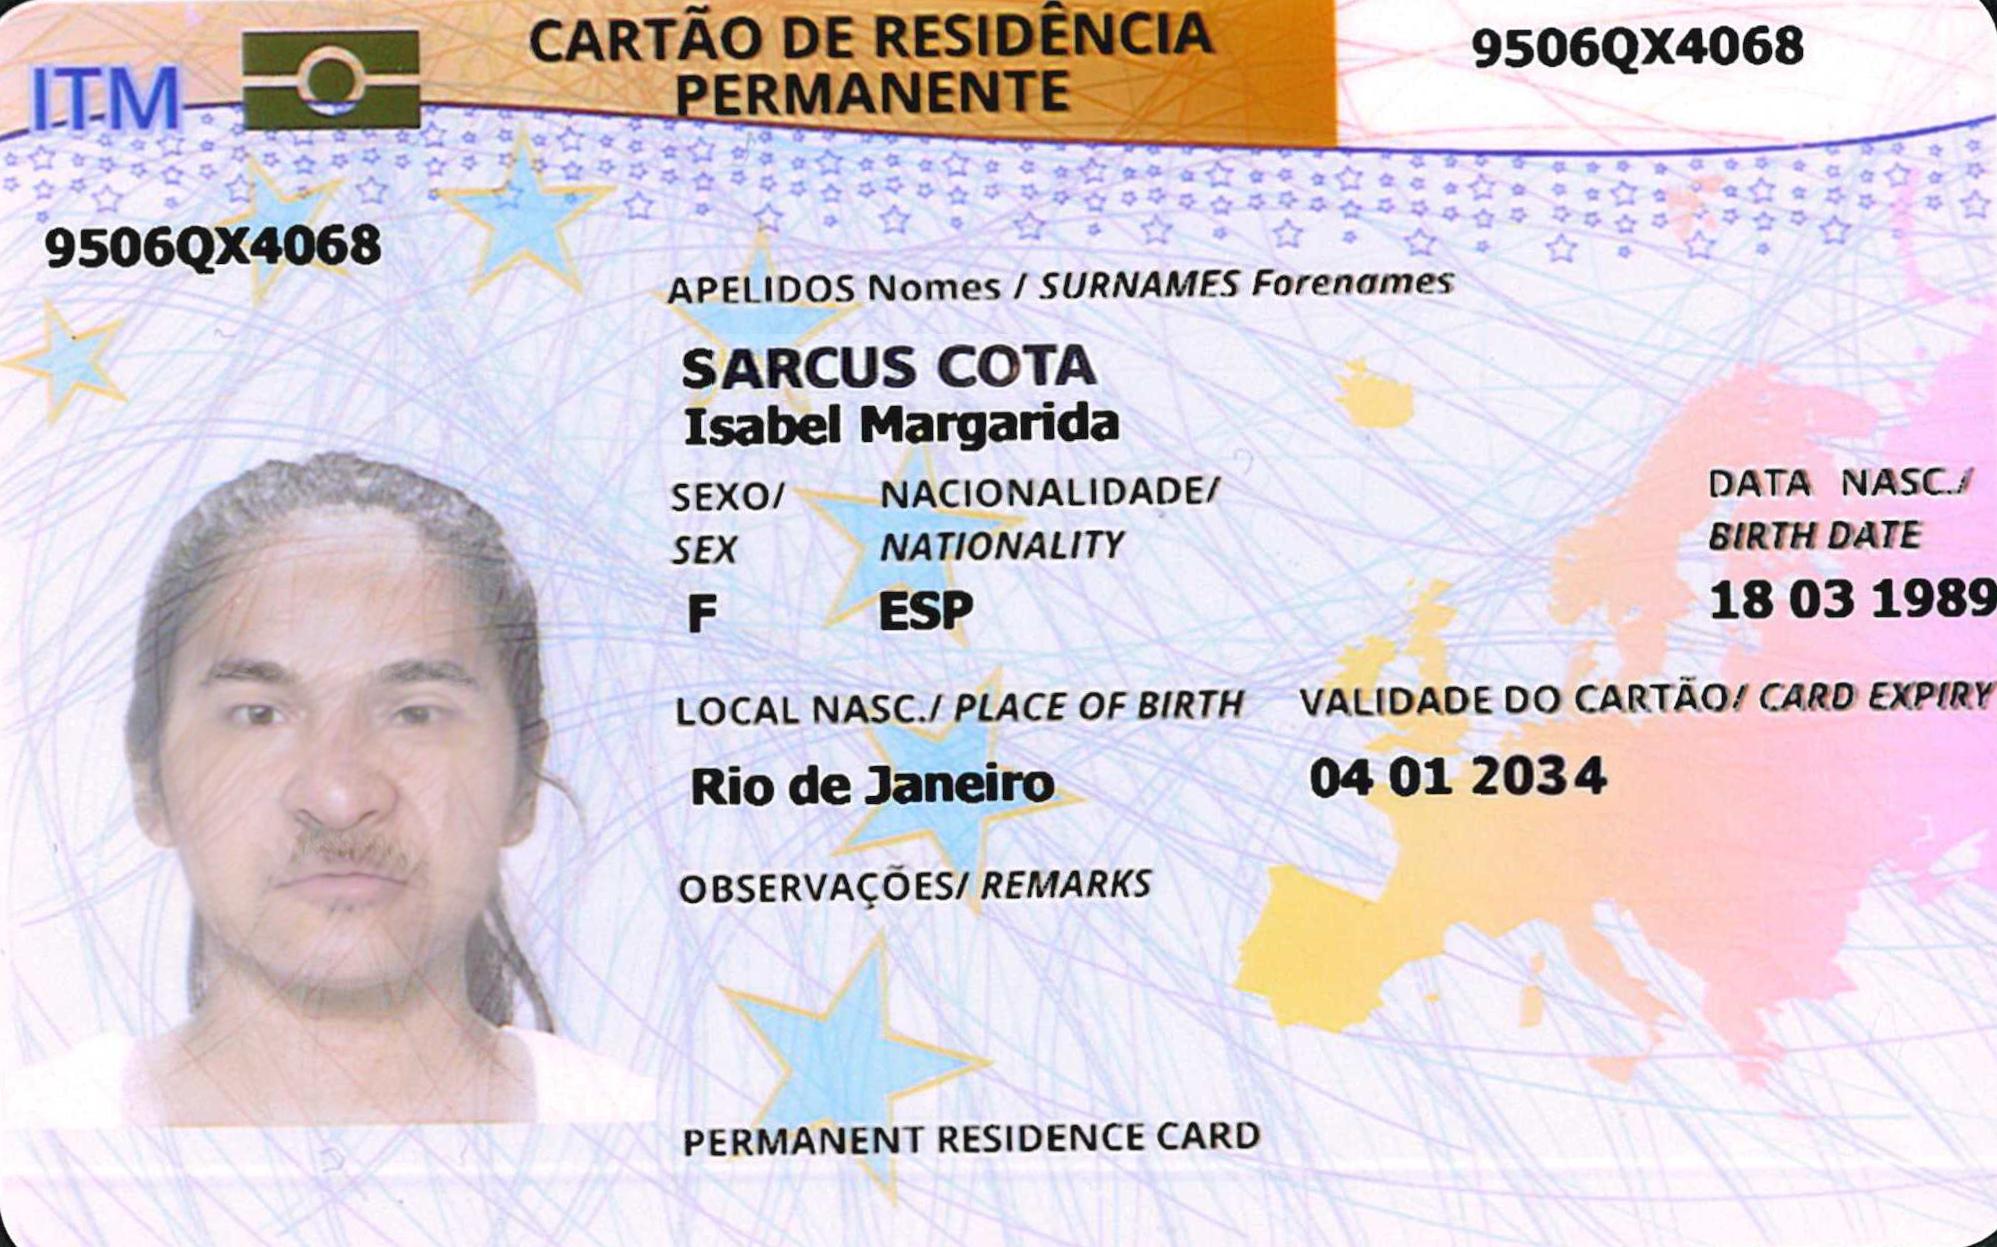 CARTÃO DE RESIDÊNCIA
PERMANENTE
9506QX4068
ITM
9506QX4068
APELIDOS Nomes / SURNAMES Forenames
SARCUS COTA
Isabel Margarida
SEXO/ NACIONALIDADE/ DATA NASC./
SEX NATIONALITY BIRTH DATE
F ESP 18 03 1989
LOCAL NASC./ PLACE OF BIRTH VALIDADE DO CARTÃO/ CARD EXPIRY
Rio de Janeiro 04 01 2034
OBSERVAÇÕES/ REMARKS
PERMANENT RESIDENCE CARD